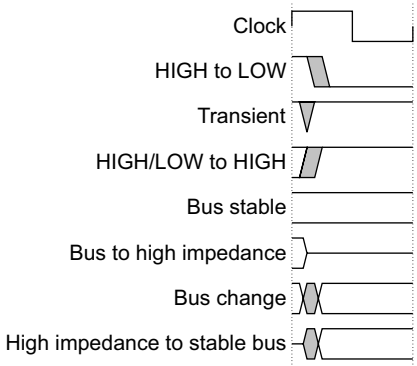 Clock
HIGH to LOW
Transient
HIGH/LOW to HIGH
Bus stable
Bus to high impedance
Bus change
High impedance to stable bus